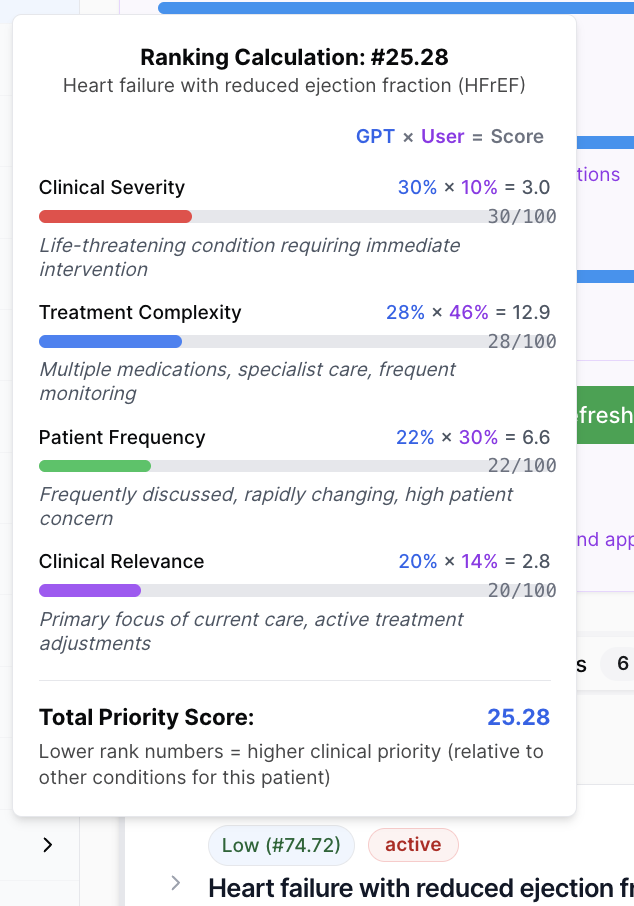 Ranking Calculation: #25.28
Heart failure with reduced ejection fraction (HFrEF)
GPT × User = Score
Clinical Severity 30% × 10% = 3.0
30/100
Life-threatening condition requiring immediate
intervention
Treatment Complexity 28% × 46% = 12.9
28/100
Multiple medications, specialist care, frequent
monitoring
Patient Frequency 22% × 30% = 6.6
22/100
Frequently discussed, rapidly changing, high patient
concern
Clinical Relevance 20% × 14% = 2.8
20/100
Primary focus of current care, active treatment
adjustments
Total Priority Score: 25.28
Lower rank numbers = higher clinical priority (relative to
other conditions for this patient)
tions
efresh
nd app
s 6
Low (#74.72) active
Heart failure with reduced ejection fr